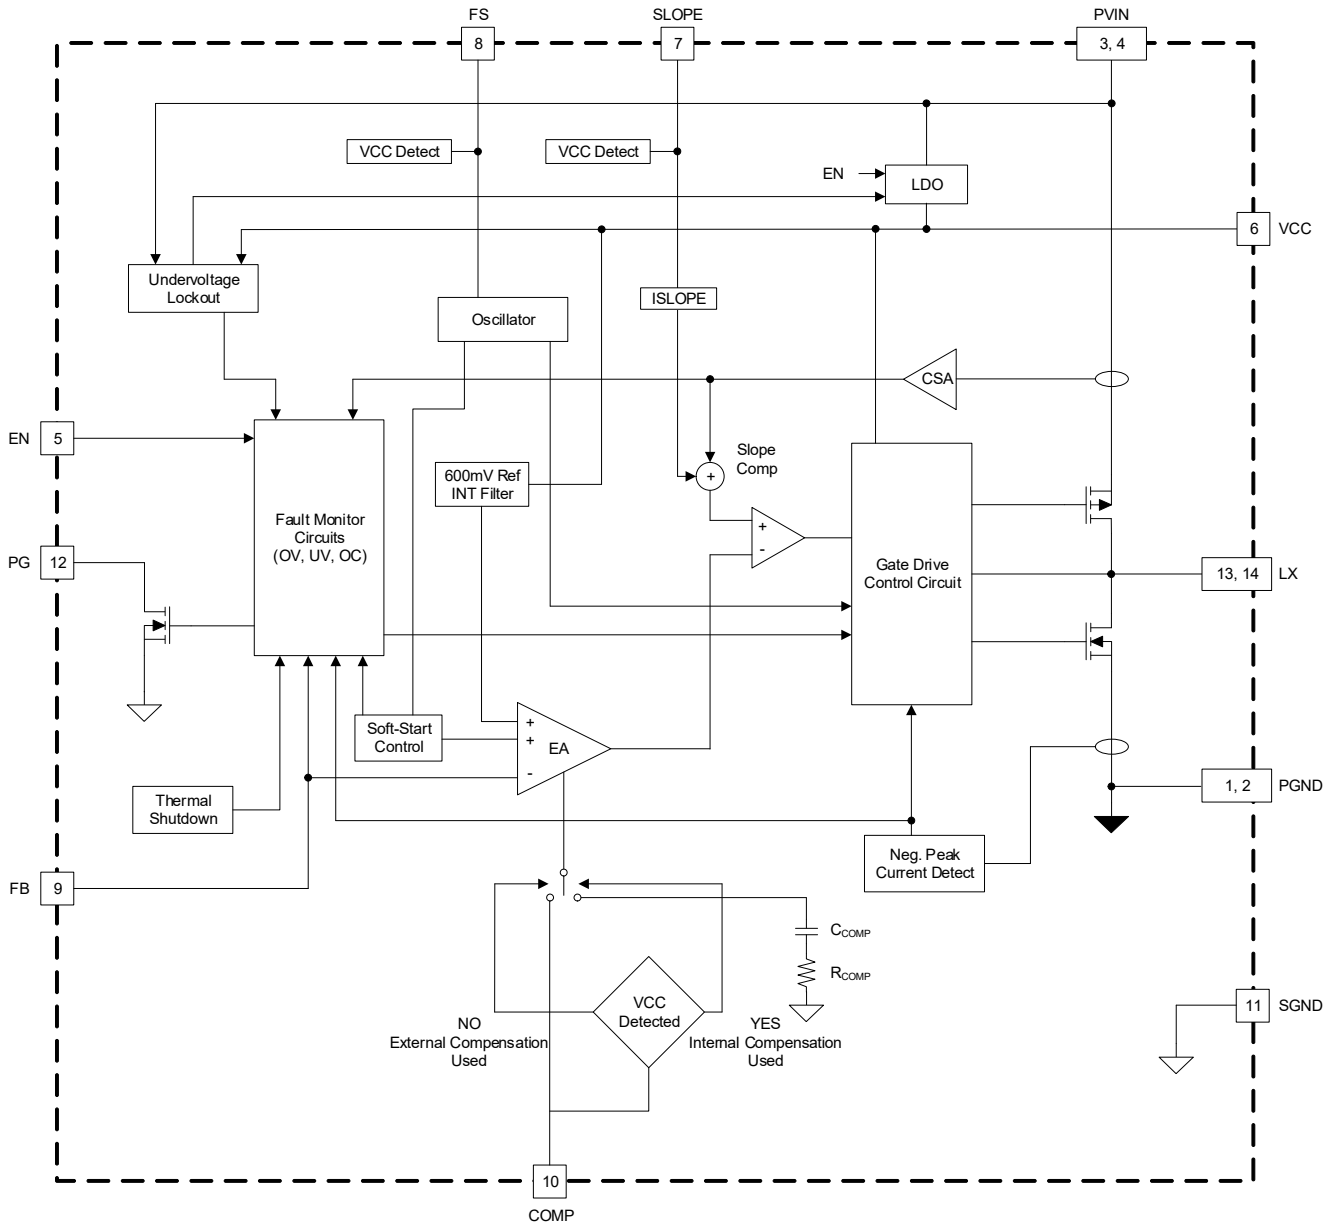 FS
SLOPE
PVIN
8
7
3, 4
VCC Detect
VCC Detect
EN
LDO
6
VCC
Undervoltage
Lockout
ISLOPE
Oscillator
CSA
EN
5
Slope
Comp
600mV Ref
INT Filter
+
Fault Monitor
Circuits
(OV, UV, OC)
+
-
PG
12
Gate Drive
Control Circuit
13, 14
LX
Soft-Start
Control
+
+
-
EA
Thermal
Shutdown
1, 2
PGND
Neg. Peak
Current Detect
FB
9
CCOMP
RCOMP
VCC
Detected
NO
External Compensation
Used
YES
Internal Compensation
Used
11
SGND
10
COMP